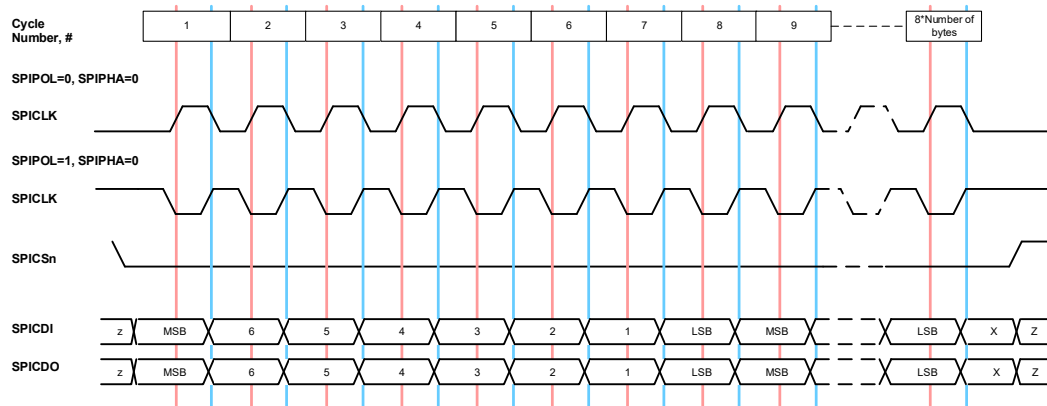 Cycle
Number, #
1 2 3 4 5 6 7 8 9 8*Number of
bytes
SPIPOL=0, SPIPHA=0
SPICLK
SPIPOL=1, SPIPHA=0
SPICLK
SPICSn
SPICDI z MSB 6 5 4 3 2 1 LSB MSB LSB X Z
SPICDO z MSB 6 5 4 3 2 1 LSB MSB LSB X Z